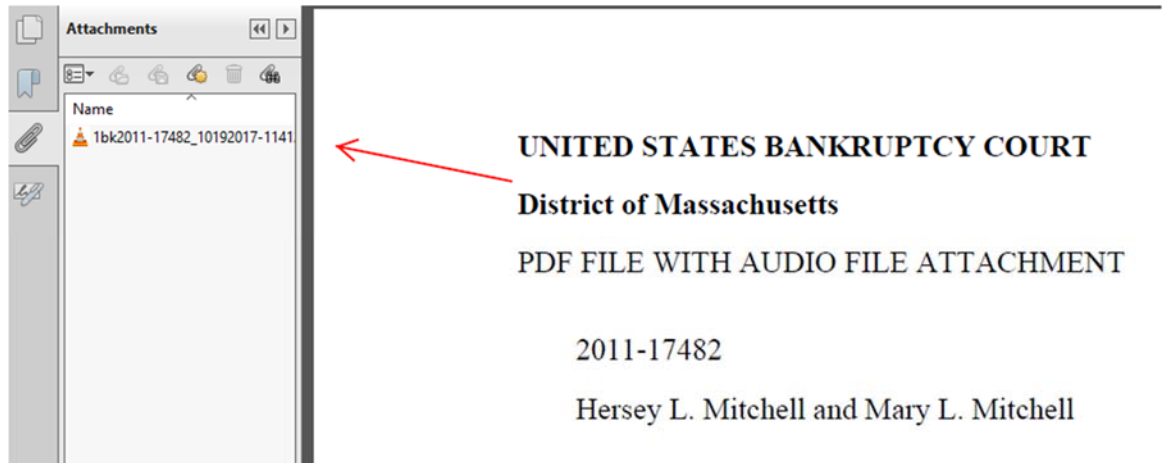 Attachments
Name
1bk2011-17482_10192017-1141.
UNITED STATES BANKRUPTCY COURT
District of Massachusetts
PDF FILE WITH AUDIO FILE ATTACHMENT
2011-17482
Hersey L. Mitchell and Mary L. Mitchell